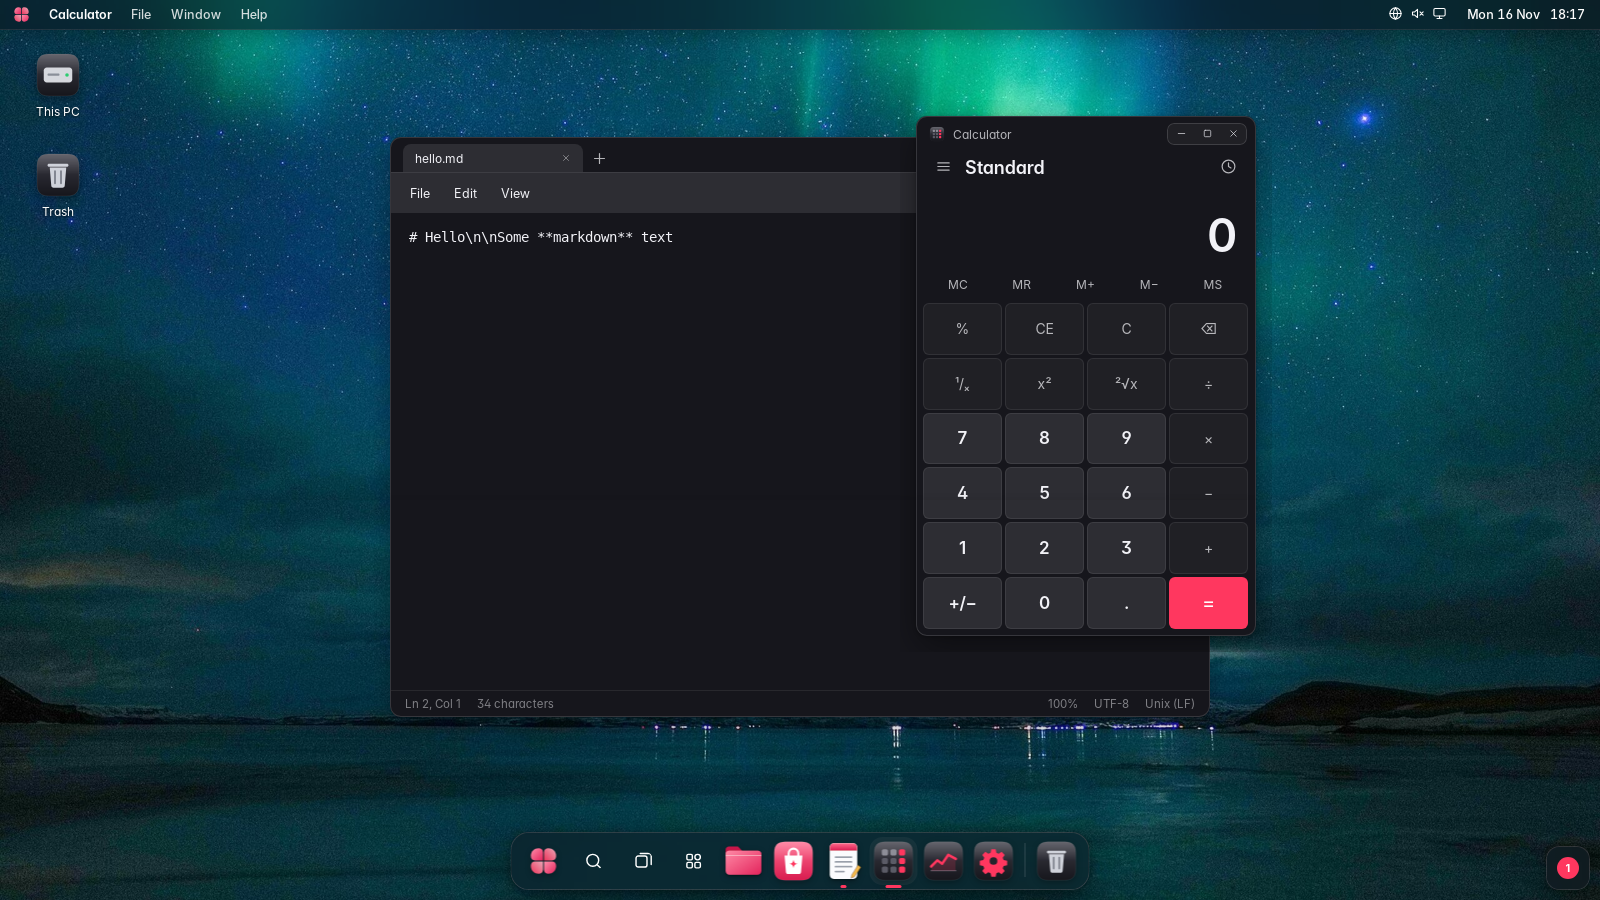 Calculator File Window Help
Mon 16 Nov 18:17
This PC
Trash
hello.md
File Edit View
# Hello\n\nSome **markdown** text
Ln 2, Col 1 34 characters
100% UTF-8 Unix (LF)
Calculator
Standard
0
MC MR M+ M− MS
% CE C
¹/ₓ x² ²√x ÷
7 8 9 ×
4 5 6 −
1 2 3 +
+/− 0 . =
1